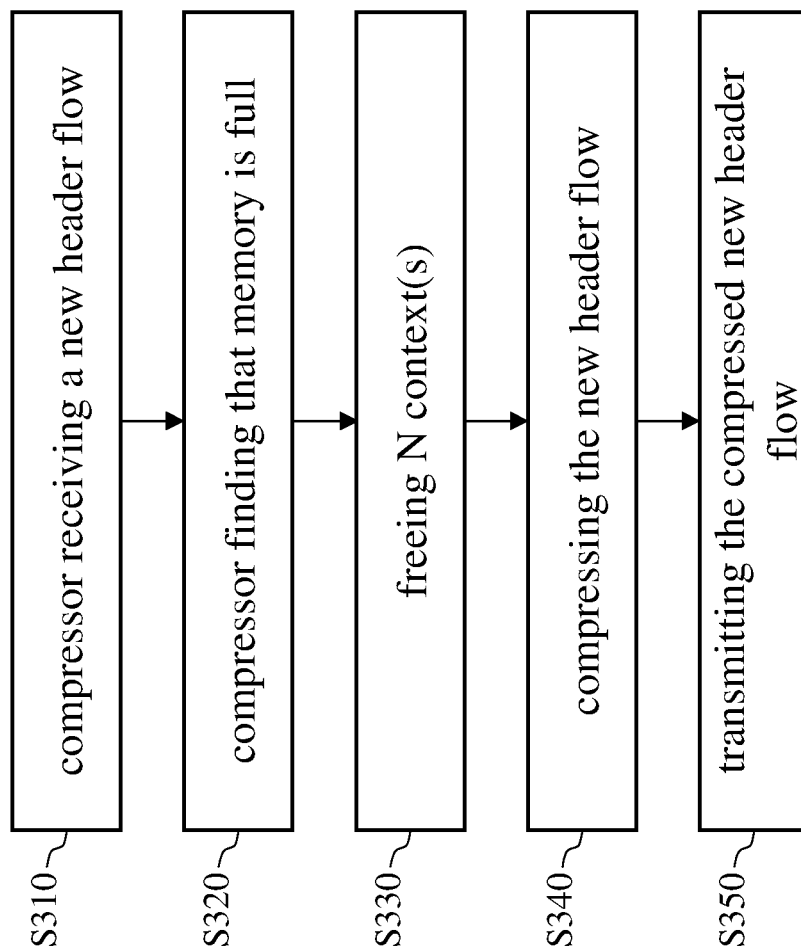 S310
compressor receiving a new header flow
S320
compressor finding that memory is full
S330
freeing N context(s)
S340
compressing the new header flow
S350
transmitting the compressed new header
flow